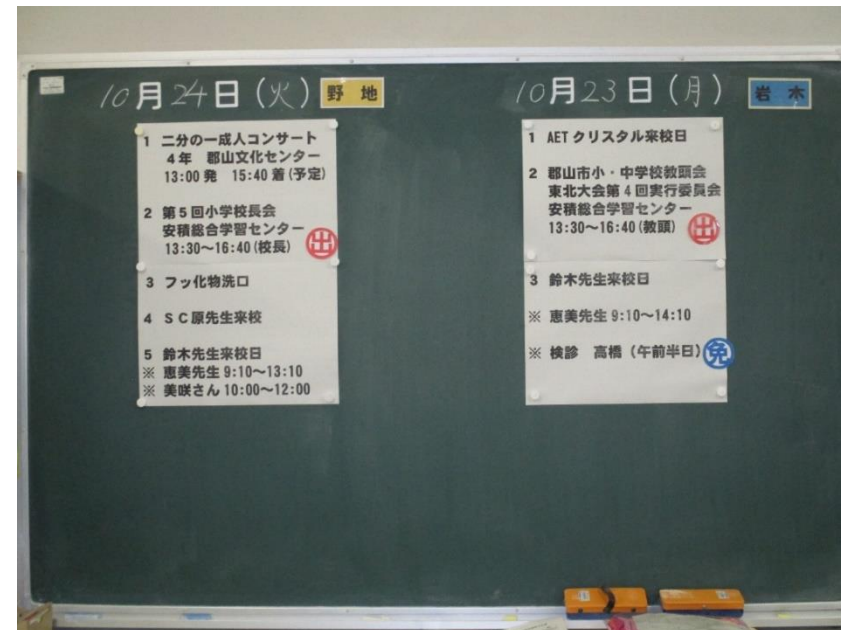 10月23日(月) 岩木
1 AETクリスタル来校日
2 郡山市小・中学校教頭会
東北大会第4回実行委員会
安積総合学習センター
13:30~16:40(教頭) 出
3 鈴木先生来校日
※ 恵美先生 9:10~14:10
※ 検診 高橋(午前半日) 免
10月24日(火) 野地
1 二分の一成人コンサート
4年 郡山文化センター
13:00発 15:40着(予定)
2 第5回小学校長会
安積総合学習センター
13:30~16:40(校長) 出
3 フッ化物洗口
4 SC原先生来校
5 鈴木先生来校日
※ 恵美先生 9:10~13:10
※ 美咲さん 10:00~12:00